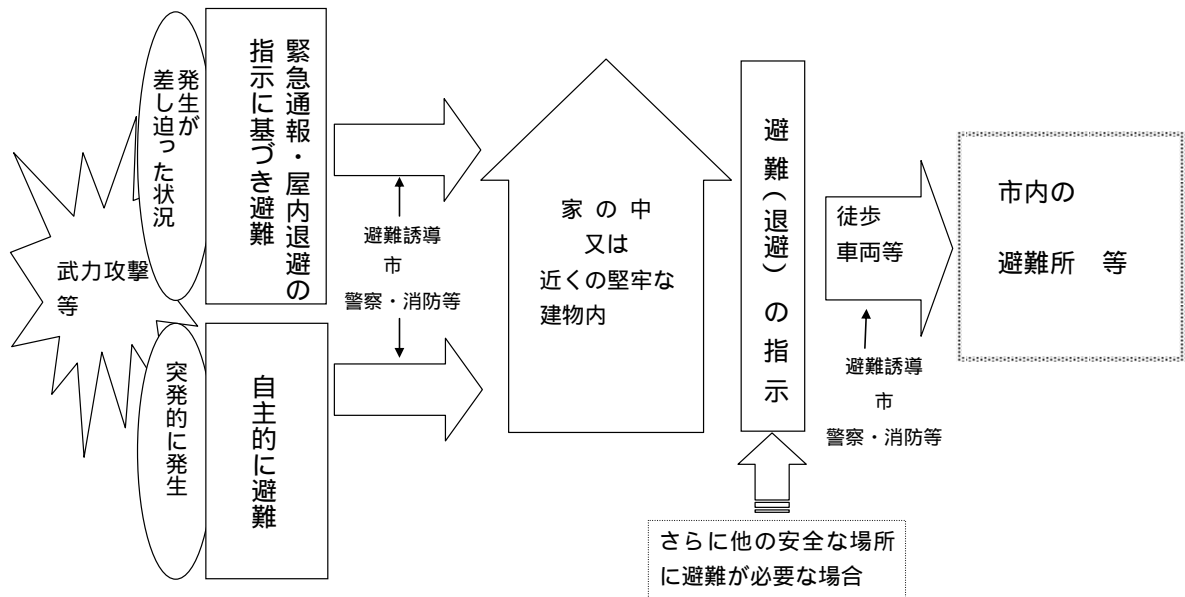 武力攻撃
等
発生が
差し迫った状況
緊急通報・屋内退避の
指示に基づき避難
突発的に発生
自主的に避難
避難誘導
市
警察・消防等
家の中
又は
近くの堅牢な
建物内
避難(退避)の指示
さらに他の安全な場所
に避難が必要な場合
徒歩
車両等
避難誘導
市
警察・消防等
市内の
避難所 等